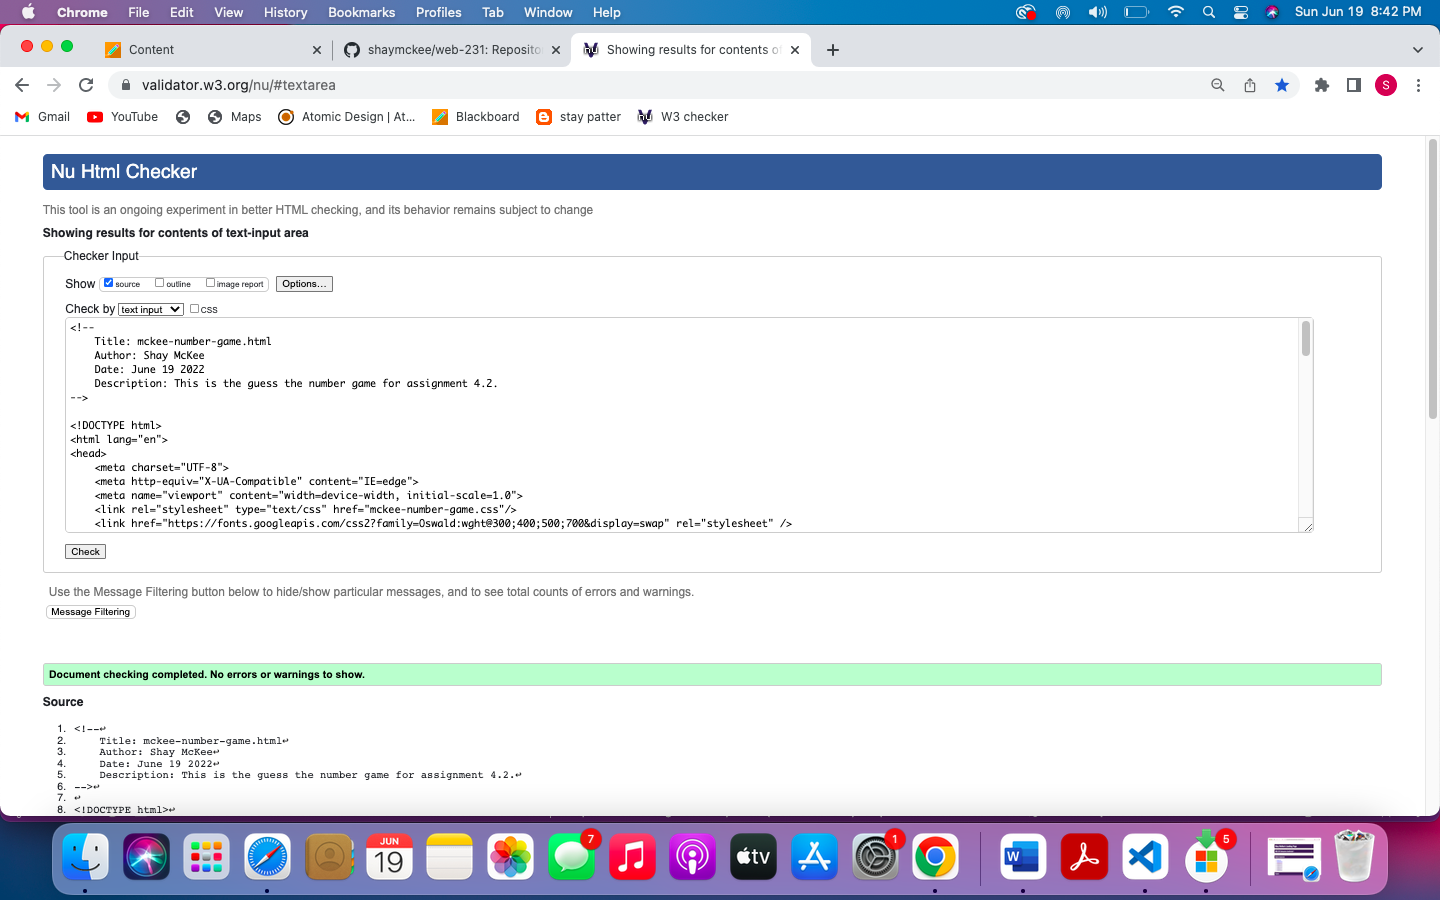 Chrome File Edit View History Bookmarks Profiles Tab Window Help Sun Jun 19 8:42 PM
Content shaymckee/web-231: Reposito Showing results for contents o
validator.w3.org/nu/#textarea S
Gmail YouTube Maps Atomic Design | At... Blackboard stay patter W3 checker
Nu Html Checker
This tool is an ongoing experiment in better HTML checking, and its behavior remains subject to change
Showing results for contents of text-input area
Checker Input
Show source outline image report Options...
Check by text input css
<!--
Title: mckee-number-game.html
Author: Shay McKee
Date: June 19 2022
Description: This is the guess the number game for assignment 4.2.
-->
<!DOCTYPE html>
<html lang="en">
<head>
<meta charset="UTF-8">
<meta http-equiv="X-UA-Compatible" content="IE=edge">
<meta name="viewport" content="width=device-width, initial-scale=1.0">
<link rel="stylesheet" type="text/css" href="mckee-number-game.css"/>
<link href="https://fonts.googleapis.com/css2?family=Oswald:wght@300;400;500;700&display=swap" rel="stylesheet" />
Check
Use the Message Filtering button below to hide/show particular messages, and to see total counts of errors and warnings.
Message Filtering
Document checking completed. No errors or warnings to show.
Source
1. <!--↩
2. Title: mckee-number-game.html↩
3. Author: Shay McKee↩
4. Date: June 19 2022↩
5. Description: This is the guess the number game for assignment 4.2.↩
6. -->↩
7. ↩
8. <!DOCTYPE html>↩
JUN
19
7
tv
1
W
5